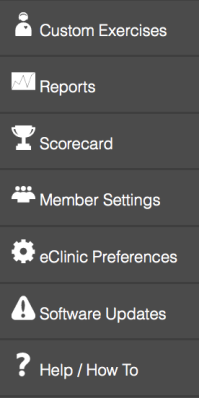 Custom Exercises
Reports
Scorecard
Member Settings
eClinic Preferences
Software Updates
Help / How To